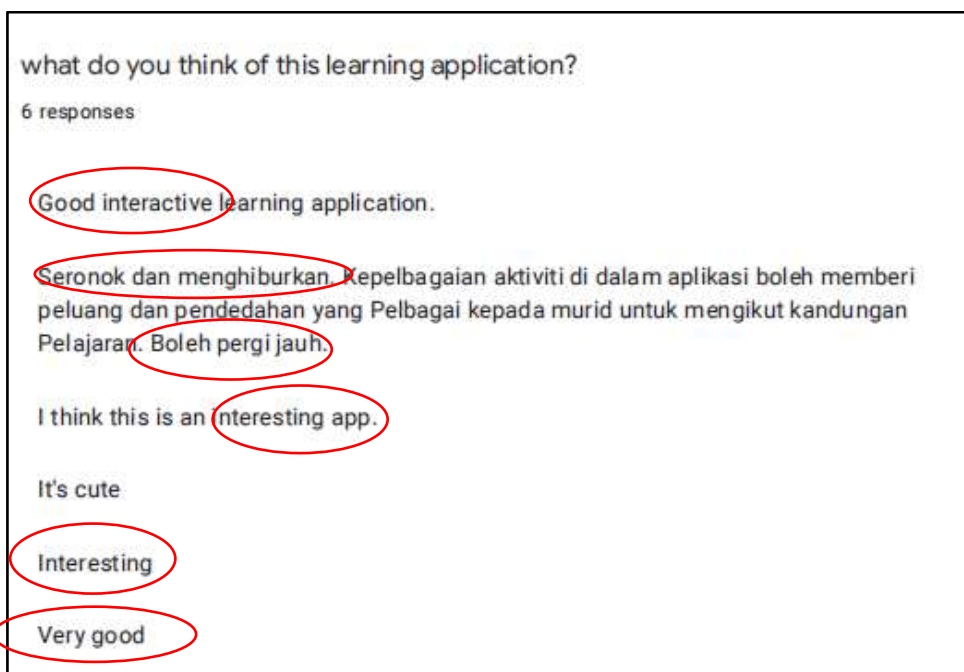 what do you think of this learning application?
6 responses
Good interactive learning application.
Seronok dan menghiburkan. Kepelbagaian aktiviti di dalam aplikasi boleh memberi
peluang dan pendedahan yang Pelbagai kepada murid untuk mengikut kandungan
Pelajaran. Boleh pergi jauh.
I think this is an interesting app.
It's cute
Interesting
Very good